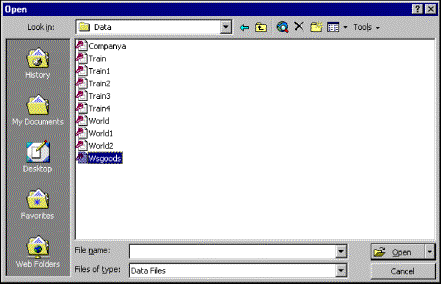 Open
Look in: Data
Tools
History
My Documents
Desktop
Favorites
Web Folders
Companya
Train
Train1
Train2
Train3
Train4
World
World1
World2
Wsgoods
File name:
Open
Files of type: Data Files
Cancel